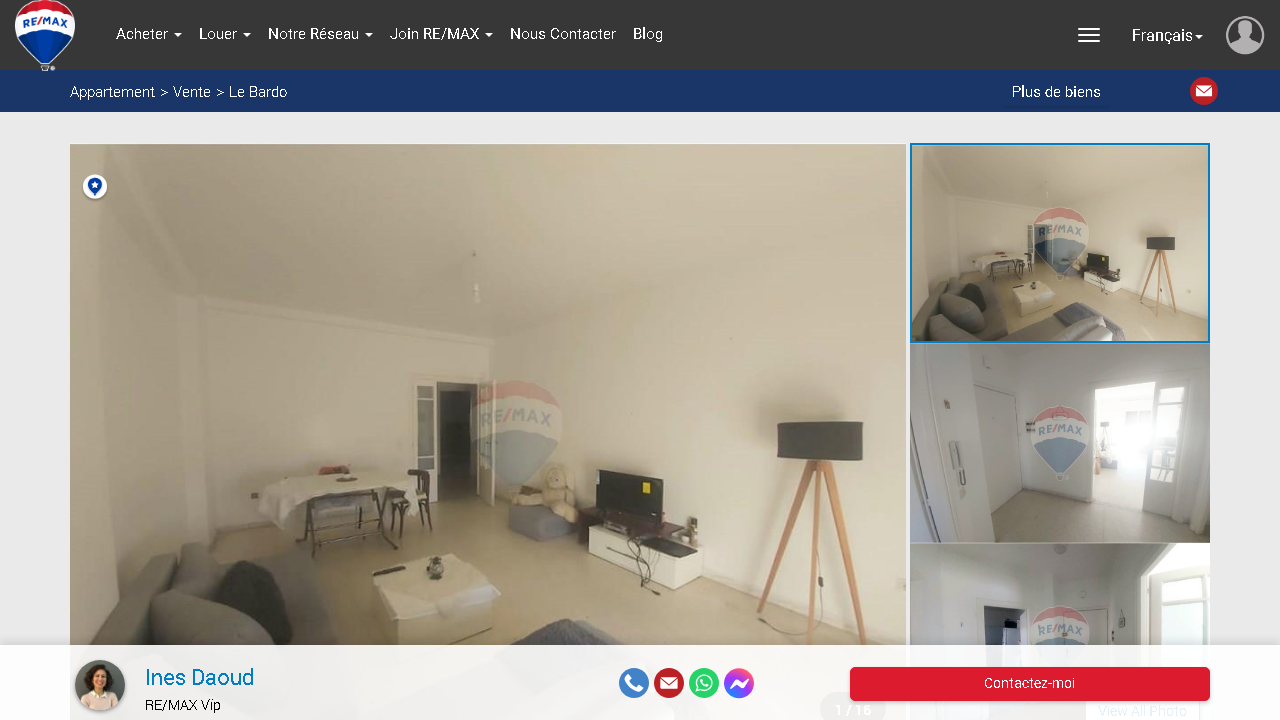 RE/MAX
Acheter
Louer
Notre Réseau
Join RE/MAX
Nous Contacter
Blog
Français
Appartement > Vente > Le Bardo
Plus de biens
RE/MAX
RE/MAX
RE/MAX
RE/MAX
Ines Daoud
RE/MAX Vip
Contactez-moi
1 / 15
View All Photo